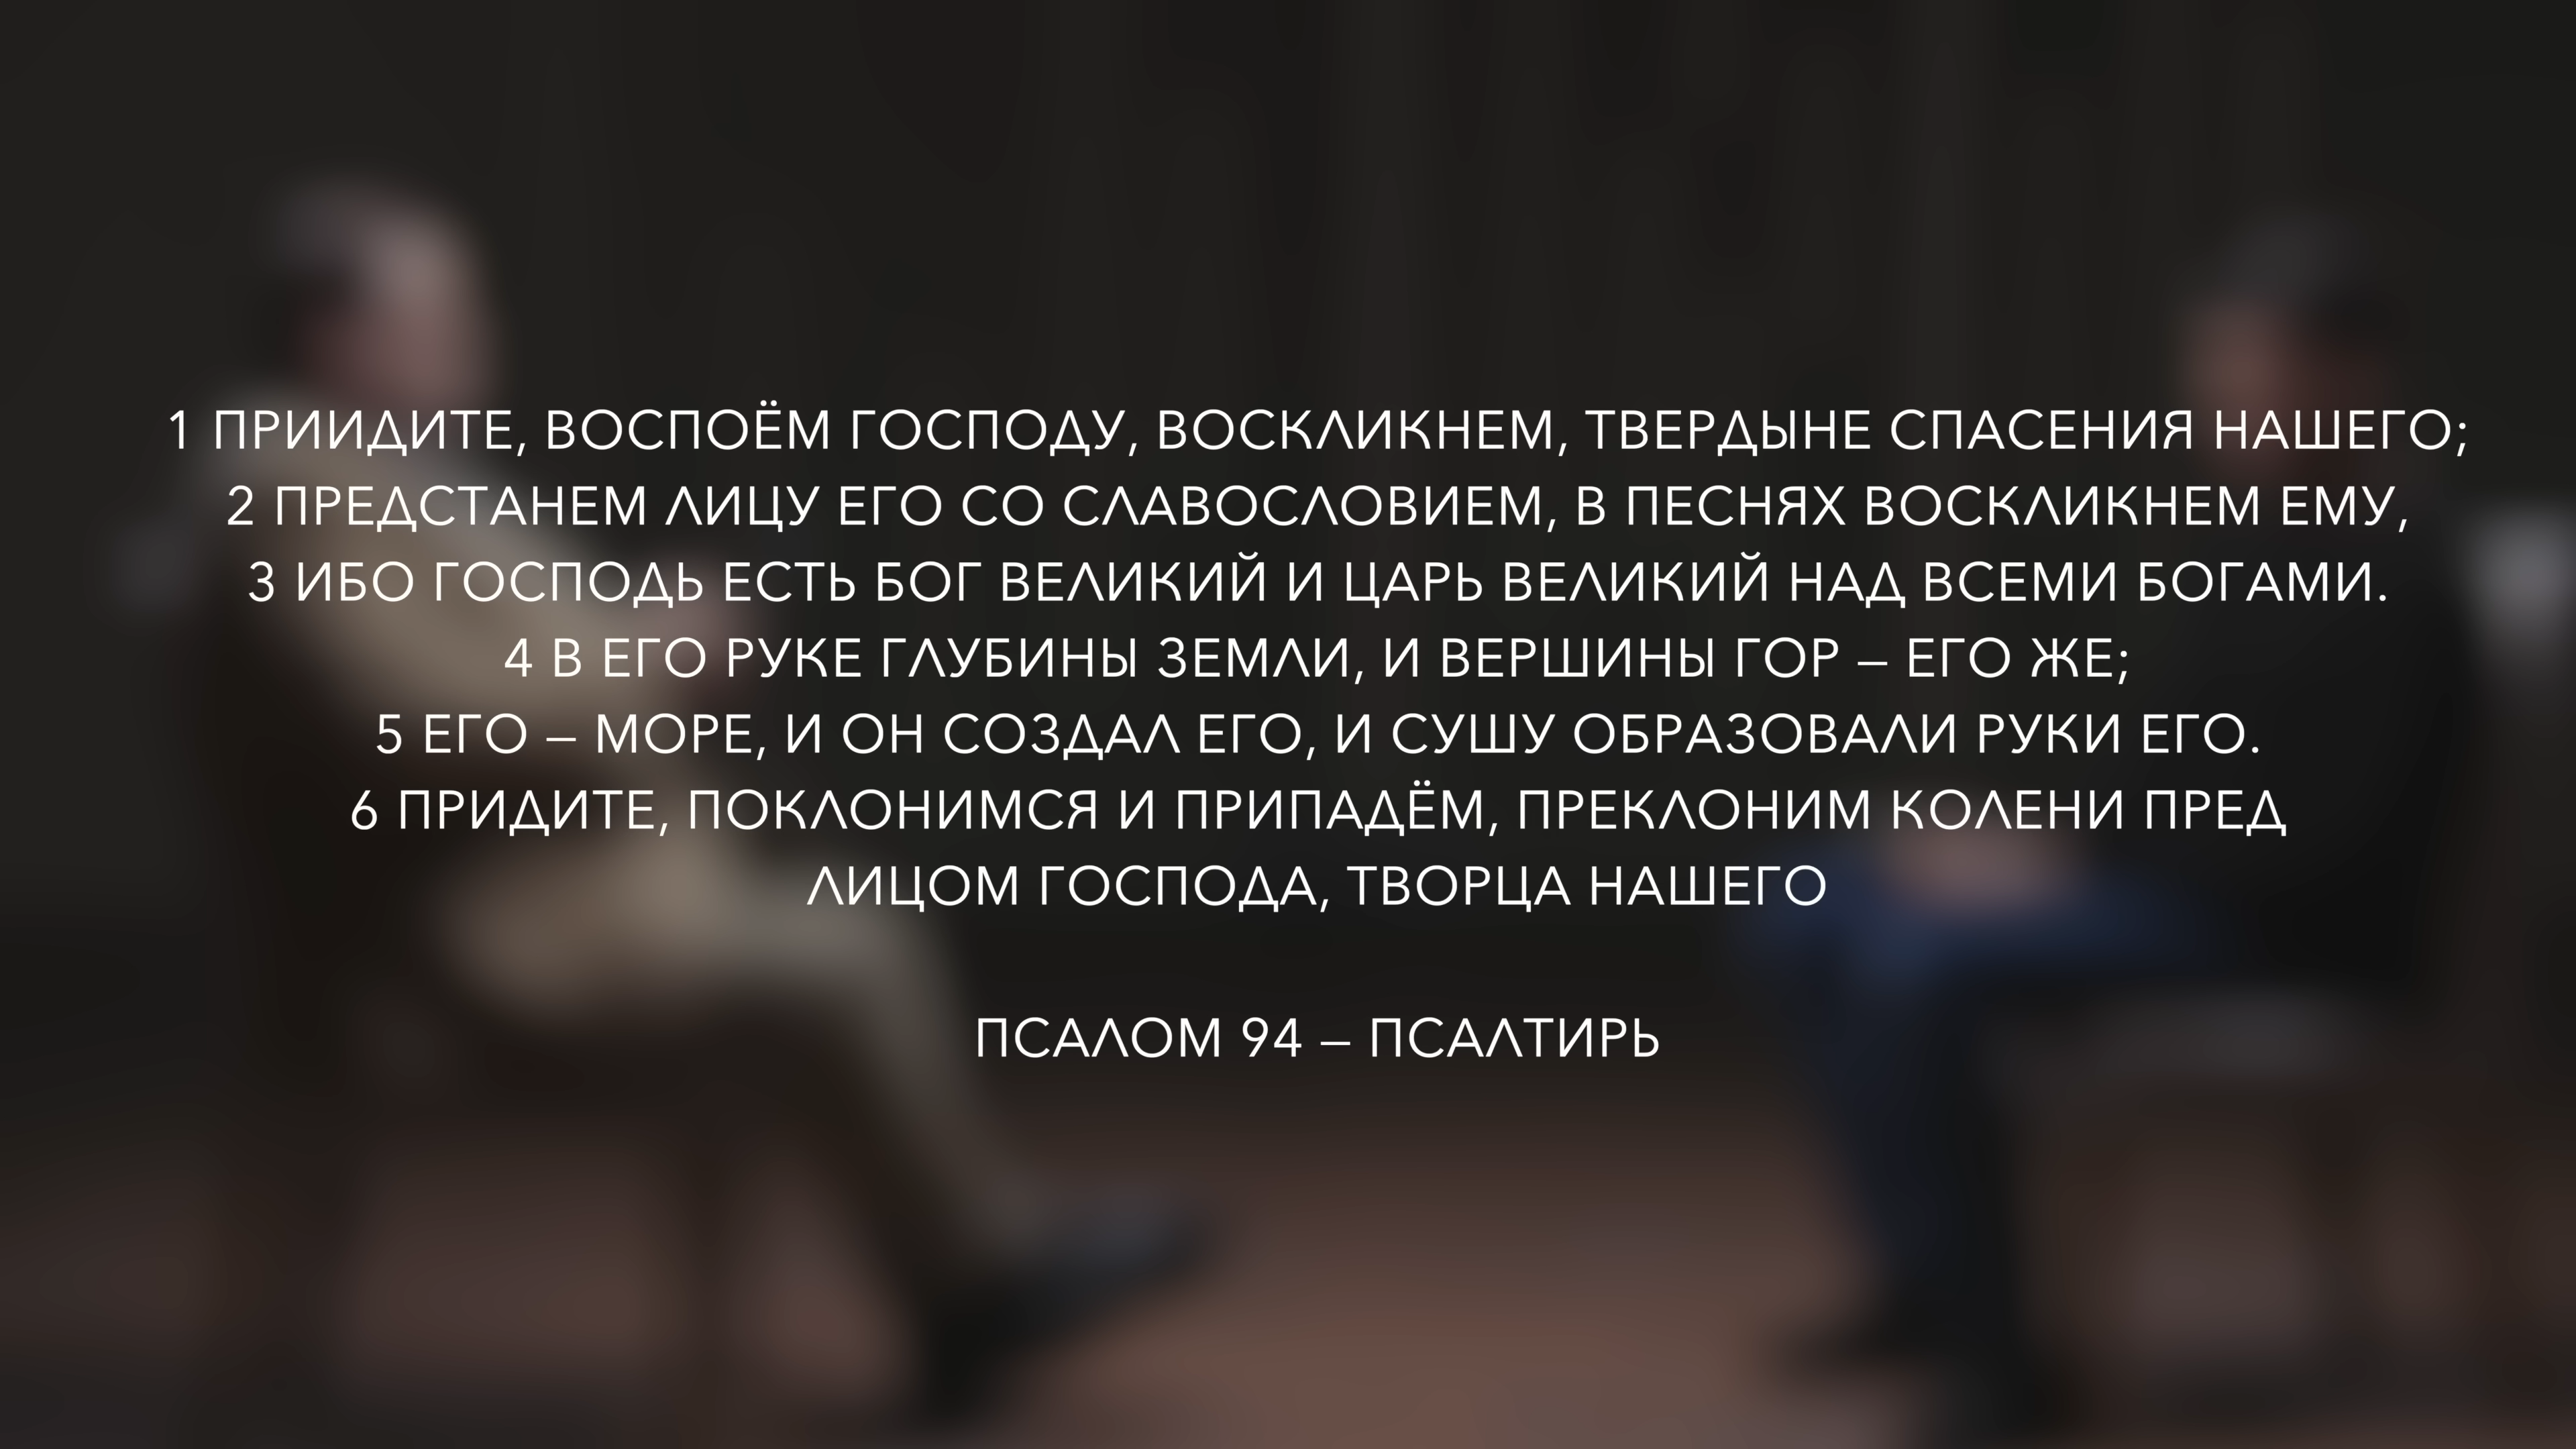 1 ПРИИДИТЕ, ВОСПОЁМ ГОСПОДУ, ВОСКЛИКНЕМ, ТВЕРДЫНЕ СПАСЕНИЯ НАШЕГО;
2 ПРЕДСТАНЕМ ЛИЦУ ЕГО СО СЛАВОСЛОВИЕМ, В ПЕСНЯХ ВОСКЛИКНЕМ ЕМУ,
3 ИБО ГОСПОДЬ ЕСТЬ БОГ ВЕЛИКИЙ И ЦАРЬ ВЕЛИКИЙ НАД ВСЕМИ БОГАМИ.
4 В ЕГО РУКЕ ГЛУБИНЫ ЗЕМЛИ, И ВЕРШИНЫ ГОР – ЕГО ЖЕ;
5 ЕГО – МОРЕ, И ОН СОЗДАЛ ЕГО, И СУШУ ОБРАЗОВАЛИ РУКИ ЕГО.
6 ПРИДИТЕ, ПОКЛОНИМСЯ И ПРИПАДЁМ, ПРЕКЛОНИМ КОЛЕНИ ПРЕД
ЛИЦОМ ГОСПОДА, ТВОРЦА НАШЕГО
ПСАЛОМ 94 – ПСАЛТИРЬ